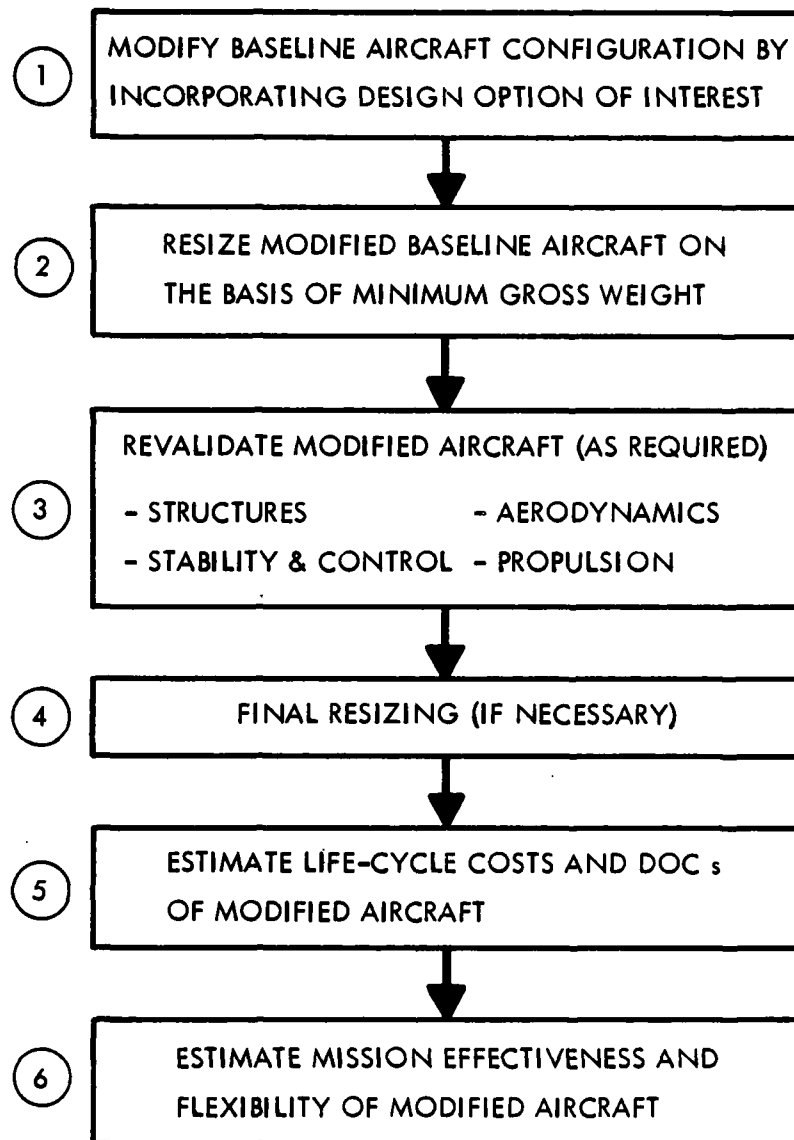 1
MODIFY BASELINE AIRCRAFT CONFIGURATION BY
INCORPORATING DESIGN OPTION OF INTEREST
2
RESIZE MODIFIED BASELINE AIRCRAFT ON
THE BASIS OF MINIMUM GROSS WEIGHT
3
REVALIDATE MODIFIED AIRCRAFT (AS REQUIRED)
- STRUCTURES - AERODYNAMICS
- STABILITY & CONTROL - PROPULSION
4
FINAL RESIZING (IF NECESSARY)
5
ESTIMATE LIFE-CYCLE COSTS AND DOC s
OF MODIFIED AIRCRAFT
6
ESTIMATE MISSION EFFECTIVENESS AND
FLEXIBILITY OF MODIFIED AIRCRAFT